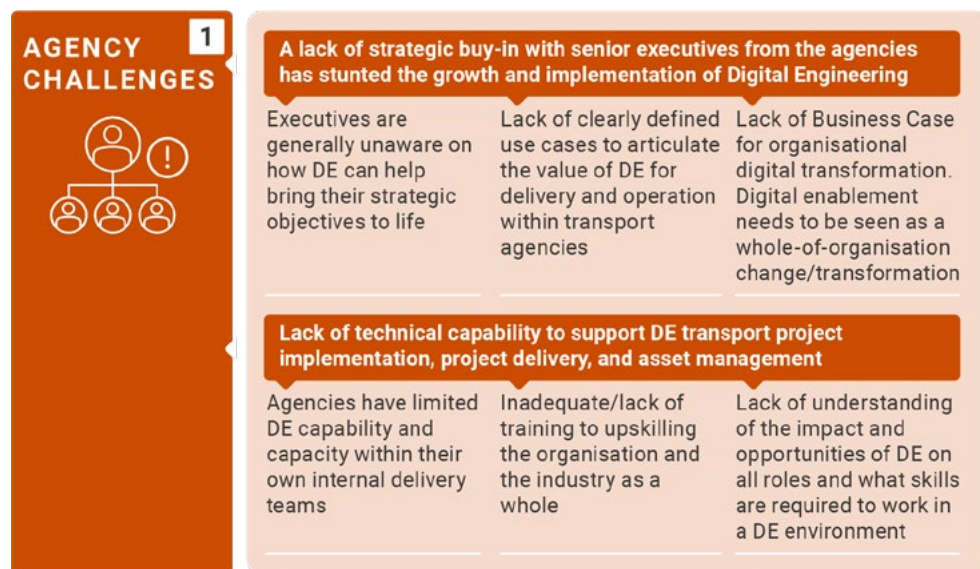 AGENCY
CHALLENGES
1
A lack of strategic buy-in with senior executives from the agencies
has stunted the growth and implementation of Digital Engineering
Executives are
generally unaware on
how DE can help
bring their strategic
objectives to life
Lack of clearly defined
use cases to articulate
the value of DE for
delivery and operation
within transport
agencies
Lack of Business Case
for organisational
digital transformation.
Digital enablement
needs to be seen as a
whole-of-organisation
change/transformation
Lack of technical capability to support DE transport project
implementation, project delivery, and asset management
Agencies have limited
DE capability and
capacity within their
own internal delivery
teams
Inadequate/lack of
training to upskilling
the organisation and
the industry as a
whole
Lack of understanding
of the impact and
opportunities of DE on
all roles and what skills
are required to work in
a DE environment